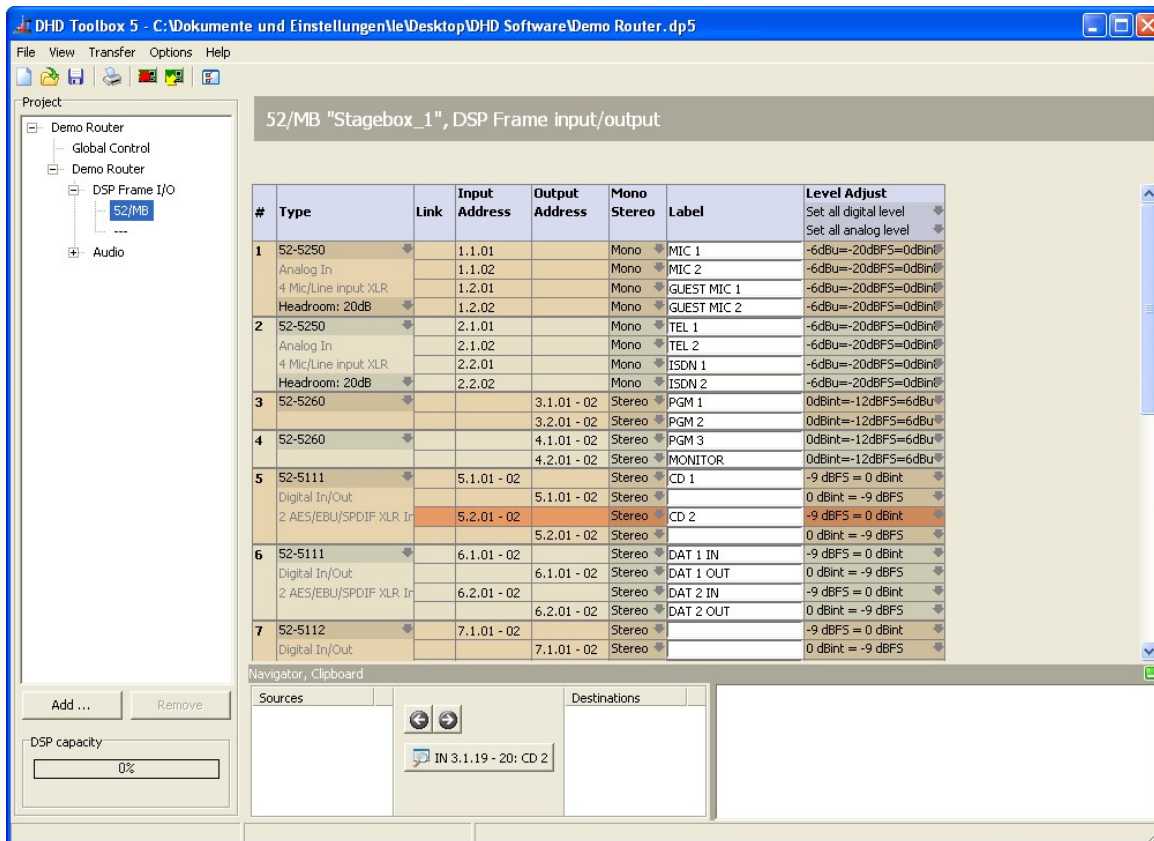 DHD Toolbox 5 - C:\Dokumente und Einstellungen\le\Desktop\DHD Software\Demo Router.dp5
File View Transfer Options Help
Project
Demo Router
Global Control
Demo Router
DSP Frame I/O
52/MB
---
Audio
Add ...
Remove
DSP capacity
0%
52/MB "Stagebox_1", DSP Frame input/output
# Type Link Input Address Output Address Mono Stereo Label Level Adjust
Set all digital level
Set all analog level
1 52-5250 1.1.01 Mono MIC 1 -6dBu=-20dBFS=0dBint
Analog In 1.1.02 Mono MIC 2 -6dBu=-20dBFS=0dBint
4 Mic/Line input XLR 1.2.01 Mono GUEST MIC 1 -6dBu=-20dBFS=0dBint
Headroom: 20dB 1.2.02 Mono GUEST MIC 2 -6dBu=-20dBFS=0dBint
2 52-5250 2.1.01 Mono TEL 1 -6dBu=-20dBFS=0dBint
Analog In 2.1.02 Mono TEL 2 -6dBu=-20dBFS=0dBint
4 Mic/Line input XLR 2.2.01 Mono ISDN 1 -6dBu=-20dBFS=0dBint
Headroom: 20dB 2.2.02 Mono ISDN 2 -6dBu=-20dBFS=0dBint
3 52-5260 3.1.01 - 02 Stereo PGM 1 0dBint=-12dBFS=6dBu
3.2.01 - 02 Stereo PGM 2 0dBint=-12dBFS=6dBu
4 52-5260 4.1.01 - 02 Stereo PGM 3 0dBint=-12dBFS=6dBu
4.2.01 - 02 Stereo MONITOR 0dBint=-12dBFS=6dBu
5 52-5111 5.1.01 - 02 Stereo CD 1 -9 dBFS = 0 dBint
Digital In/Out 5.1.01 - 02 Stereo 0 dBint = -9 dBFS
2 AES/EBU/SPDIF XLR In 5.2.01 - 02 Stereo CD 2 -9 dBFS = 0 dBint
5.2.01 - 02 Stereo 0 dBint = -9 dBFS
6 52-5111 6.1.01 - 02 Stereo DAT 1 IN -9 dBFS = 0 dBint
Digital In/Out 6.1.01 - 02 Stereo DAT 1 OUT 0 dBint = -9 dBFS
2 AES/EBU/SPDIF XLR In 6.2.01 - 02 Stereo DAT 2 IN -9 dBFS = 0 dBint
6.2.01 - 02 Stereo DAT 2 OUT 0 dBint = -9 dBFS
7 52-5112 7.1.01 - 02 Stereo -9 dBFS = 0 dBint
Digital In/Out 7.1.01 - 02 Stereo 0 dBint = -9 dBFS
Navigator, Clipboard
Sources
Destinations
IN 3.1.19 - 20: CD 2